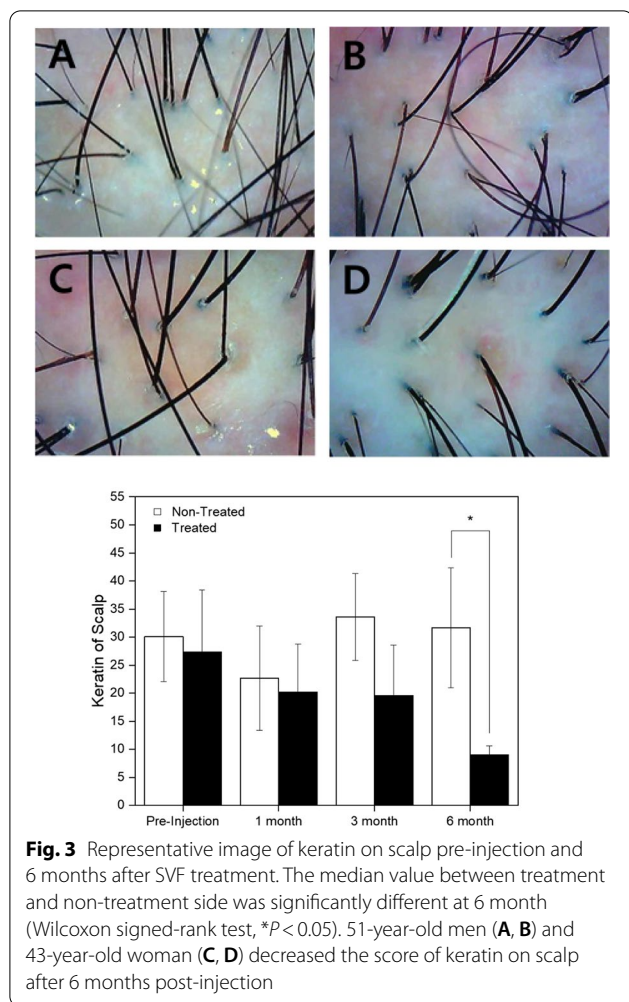 A
B
C
D
55
50
45
40
35
30
25
20
15
10
5
0
Keratin of Scalp
Non-Treated
Treated
*
Pre-Injection 1 month 3 month 6 month
Fig. 3 Representative image of keratin on scalp pre-injection and
6 months after SVF treatment. The median value between treatment
and non-treatment side was significantly different at 6 month
(Wilcoxon signed-rank test, *P < 0.05). 51-year-old men (A, B) and
43-year-old woman (C, D) decreased the score of keratin on scalp
after 6 months post-injection